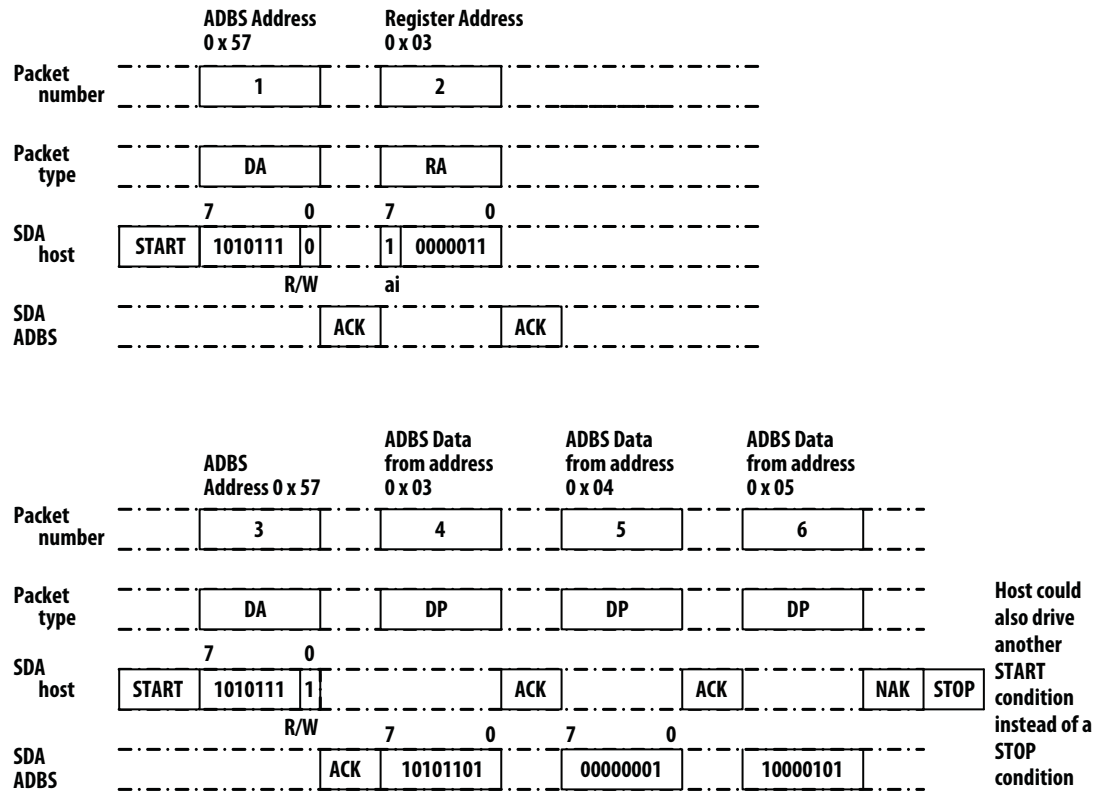 ADBS Address
0 x 57
Register Address
0 x 03
Packet
number
1
2
Packet
type
DA
RA
7 0 7 0
SDA
host
START 1010111 0 1 0000011
R/W ai
SDA
ADBS
ACK ACK
ADBS
Address 0 x 57
ADBS Data
from address
0 x 03
ADBS Data
from address
0 x 04
ADBS Data
from address
0 x 05
Packet
number
3 4 5 6
Packet
type
DA DP DP DP
7 0
SDA
host
START 1010111 1 ACK ACK NAK STOP
R/W
7 0 7 0
SDA
ADBS
ACK 10101101 00000001 10000101
Host could
also drive
another
START
condition
instead of a
STOP
condition